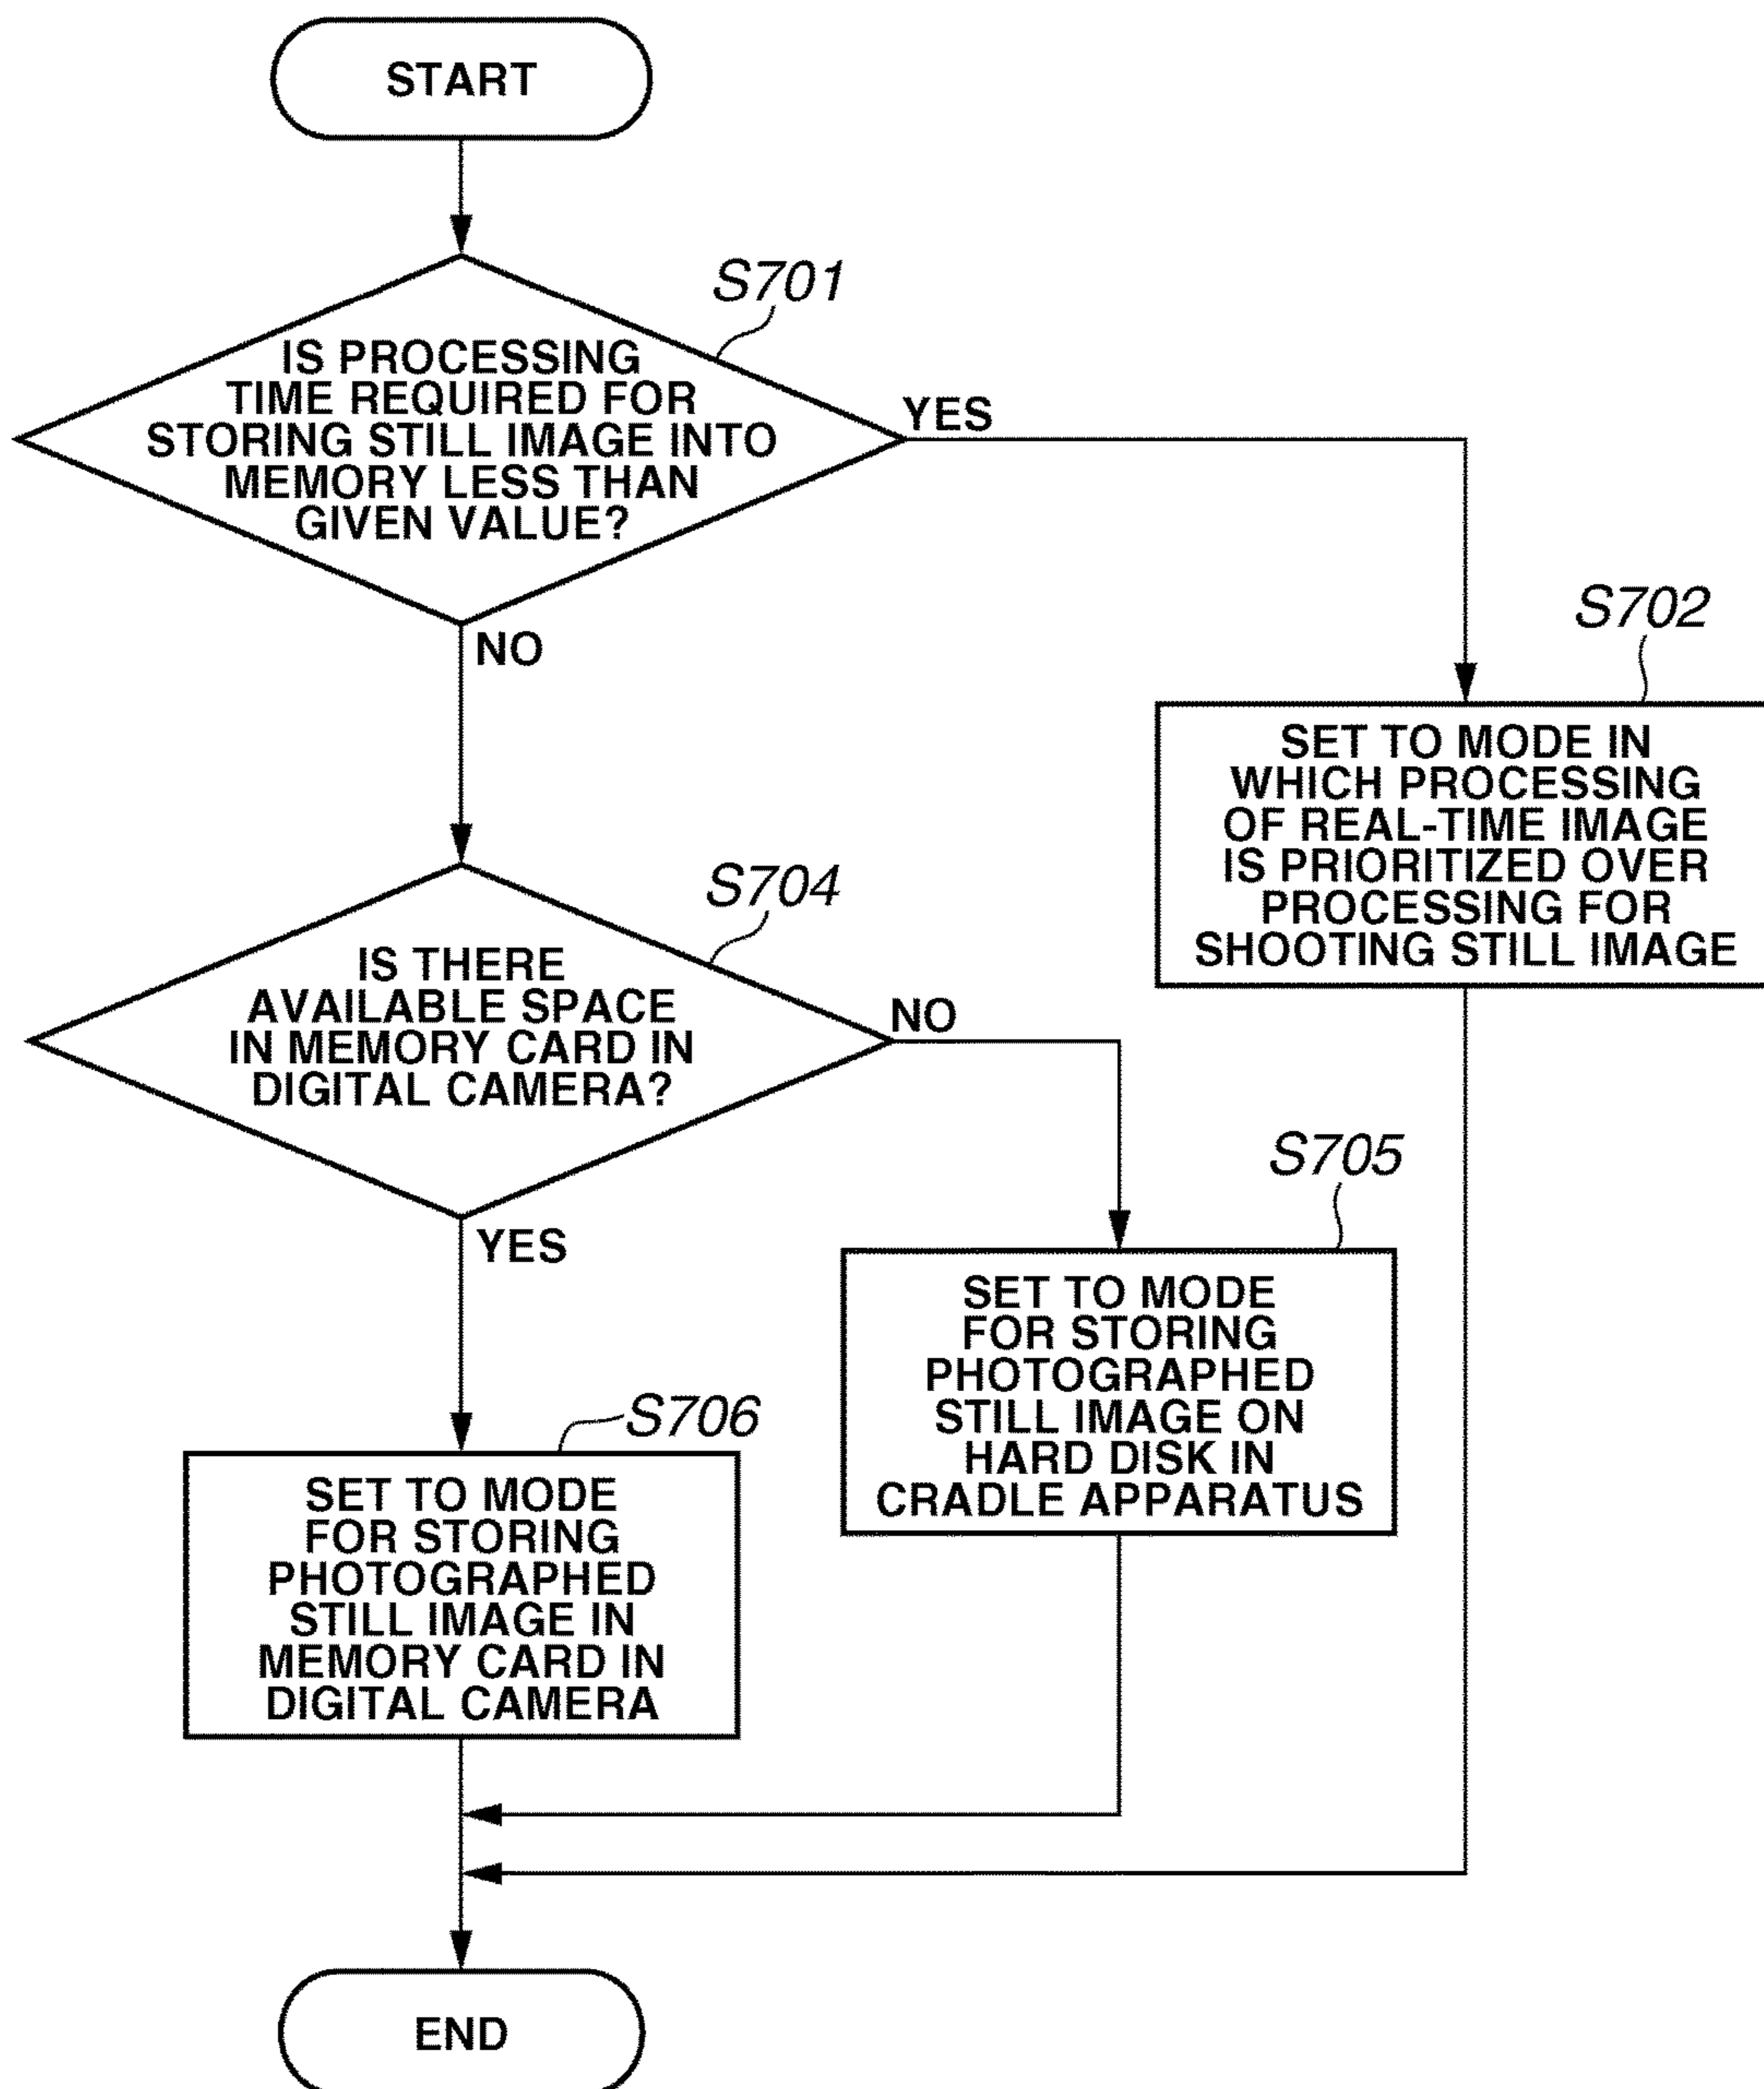 START
S701
IS PROCESSING
TIME REQUIRED FOR
STORING STILL IMAGE INTO
MEMORY LESS THAN
GIVEN VALUE?
YES
NO
S702
SET TO MODE IN
WHICH PROCESSING
OF REAL-TIME IMAGE
IS PRIORITIZED OVER
PROCESSING FOR
SHOOTING STILL IMAGE
S704
IS THERE
AVAILABLE SPACE
IN MEMORY CARD IN
DIGITAL CAMERA?
NO
YES
S705
SET TO MODE
FOR STORING
PHOTOGRAPHED
STILL IMAGE ON
HARD DISK IN
CRADLE APPARATUS
S706
SET TO MODE
FOR STORING
PHOTOGRAPHED
STILL IMAGE IN
MEMORY CARD IN
DIGITAL CAMERA
END